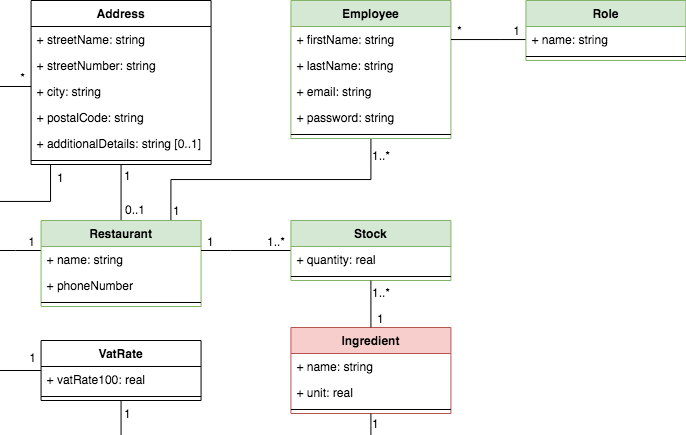 Address
+ streetName: string
+ streetNumber: string
+ city: string
+ postalCode: string
+ additionalDetails: string [0..1]
*
1
1
0..1
Employee
+ firstName: string
+ lastName: string
+ email: string
+ password: string
*
1
1..*
1
Role
+ name: string
Restaurant
+ name: string
+ phoneNumber
1
1
1..*
Stock
+ quantity: real
1..*
1
VatRate
+ vatRate100: real
1
1
Ingredient
+ name: string
+ unit: real
1